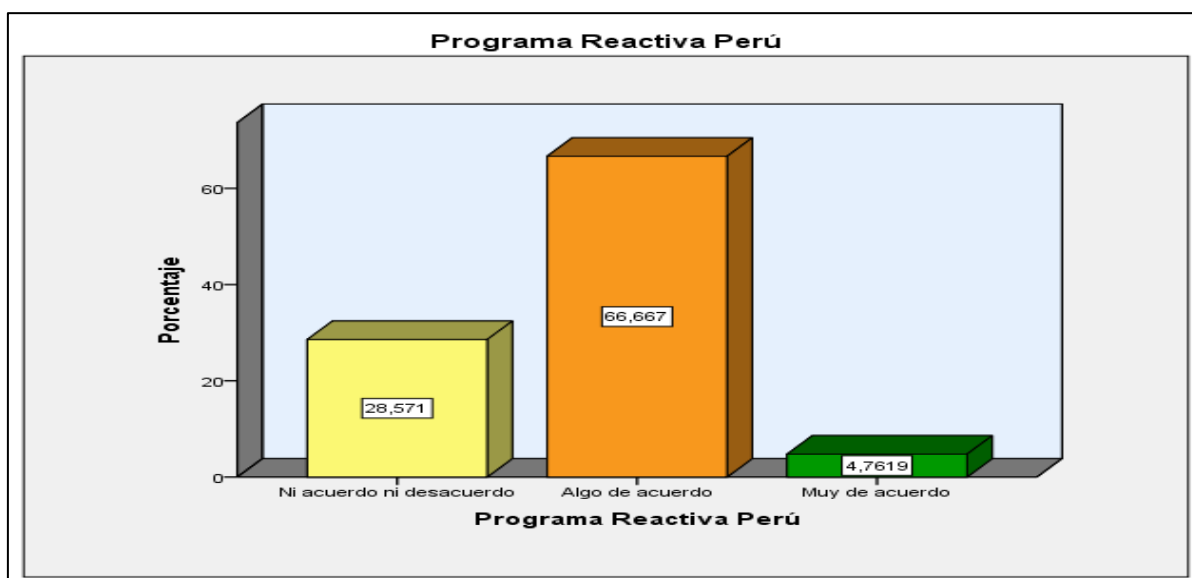 Programa Reactiva Perú
Porcentaje
60
40
20
0
66,667
28,571
4,7619
Ni acuerdo ni desacuerdo
Algo de acuerdo
Muy de acuerdo
Programa Reactiva Perú